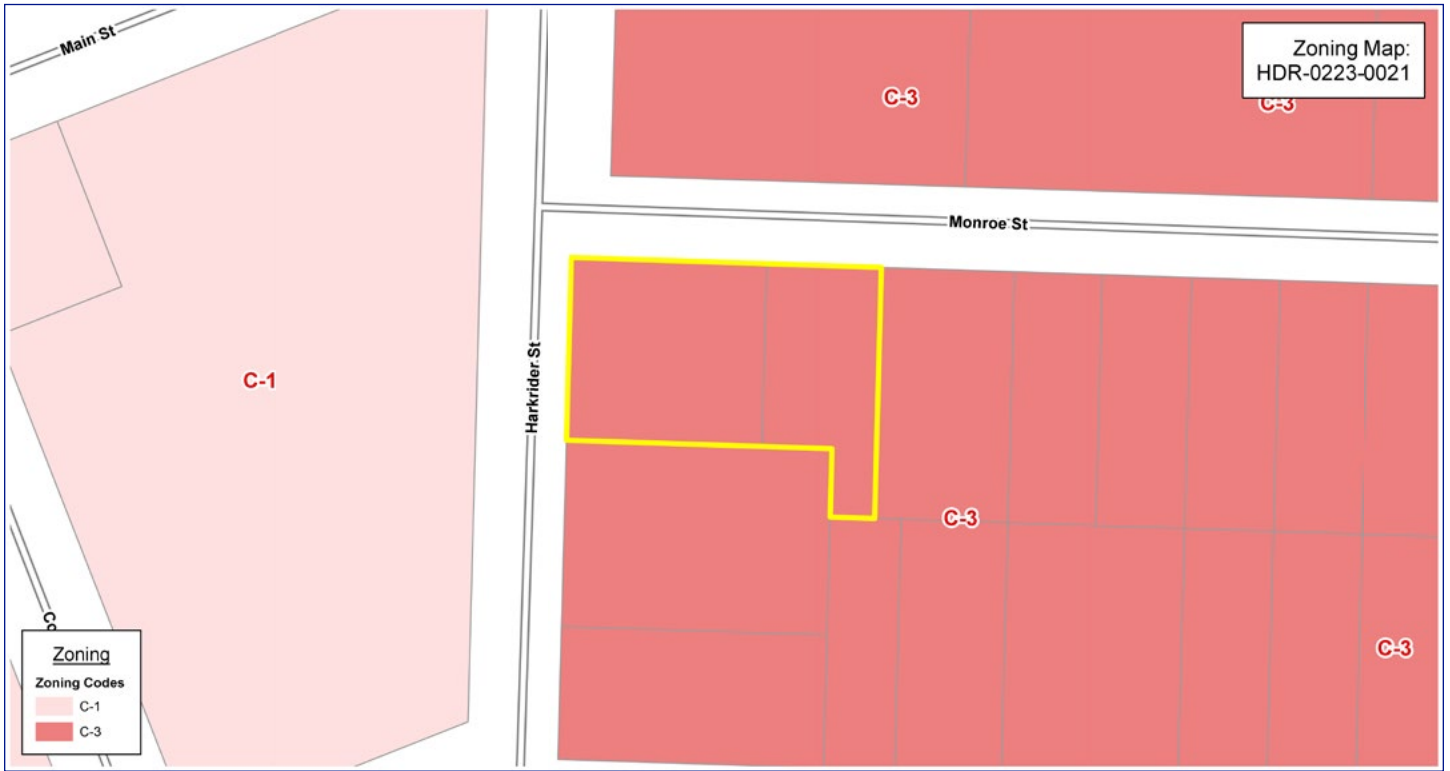 Main St
Zoning Map:
HDR-0223-0021
C-3
C-3
Monroe St
Harkrider St
C-1
C-3
C-3
Co
Zoning
Zoning Codes
C-1
C-3